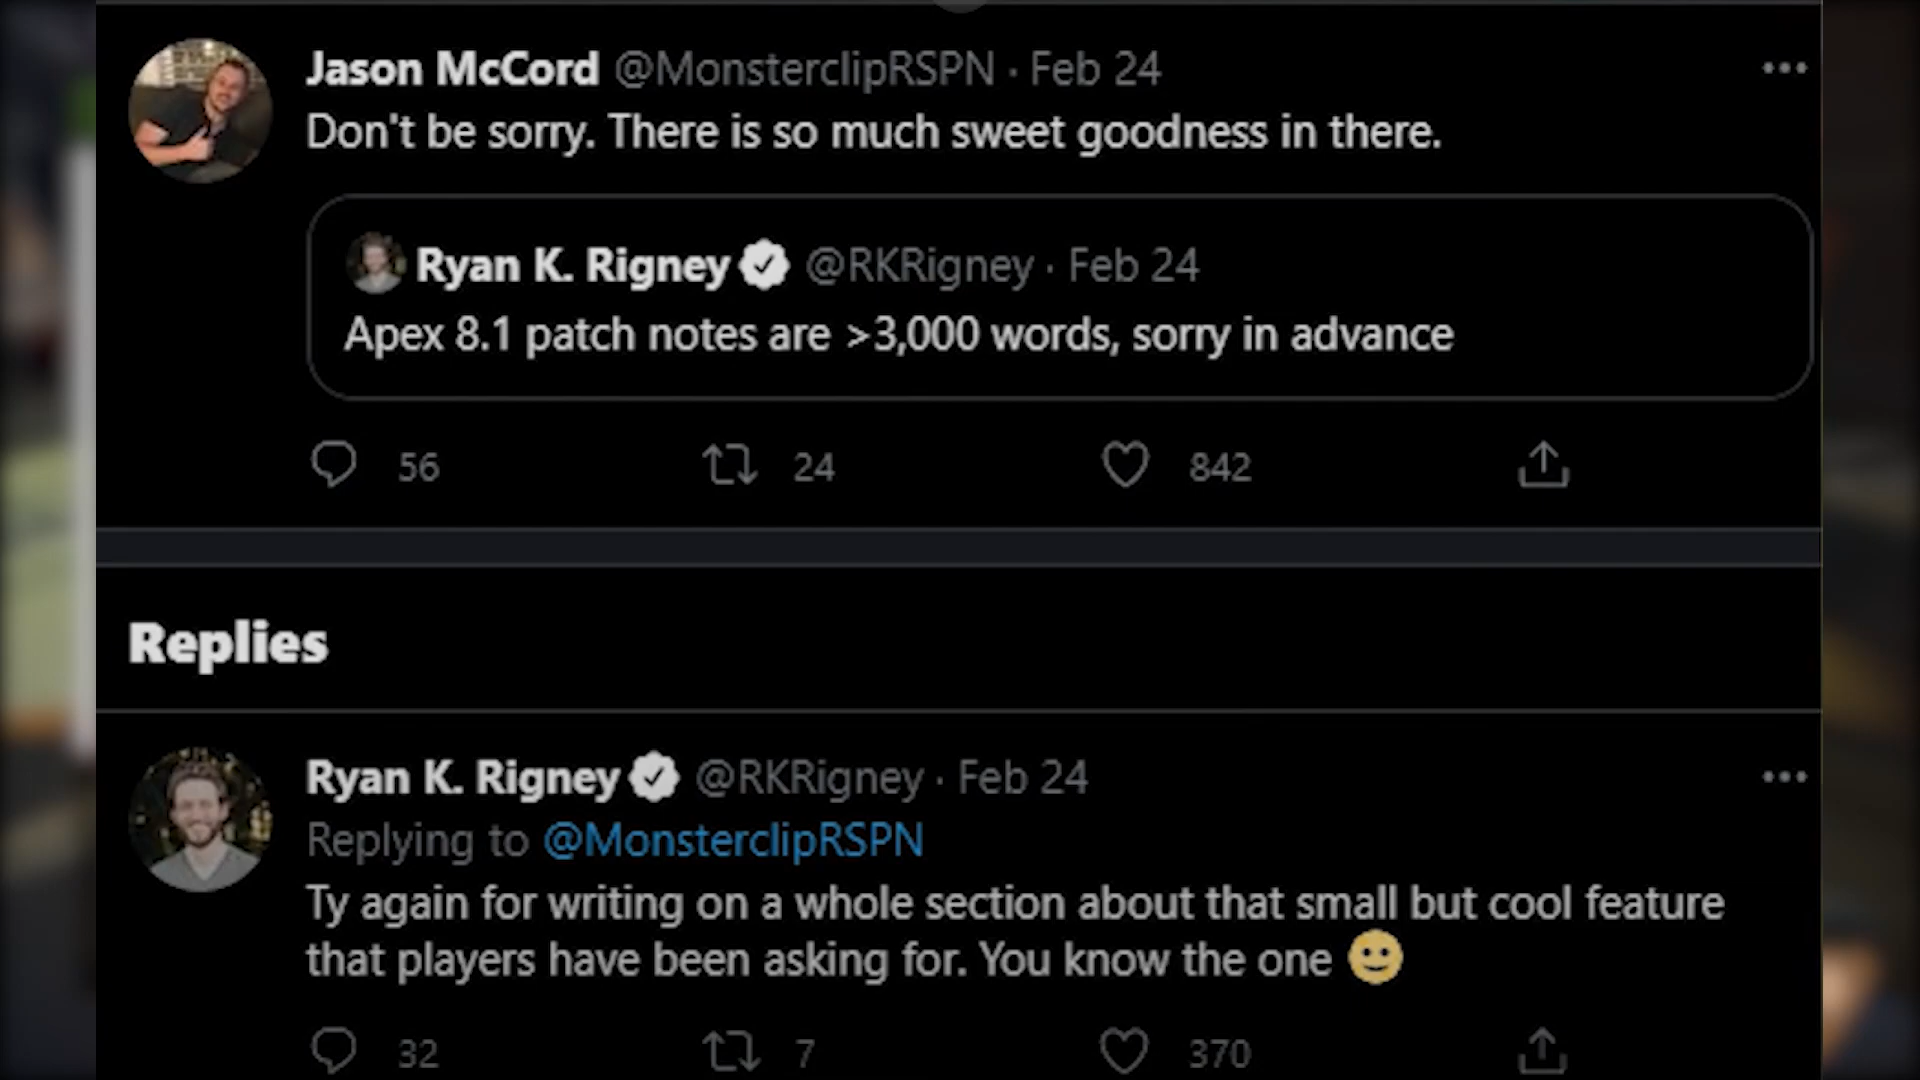 Jason McCord @MonsterclipRSPN · Feb 24
Don't be sorry. There is so much sweet goodness in there.
Ryan K. Rigney @RKRigney · Feb 24
Apex 8.1 patch notes are >3,000 words, sorry in advance
56 24 842
Replies
Ryan K. Rigney @RKRigney · Feb 24
Replying to @MonsterclipRSPN
Ty again for writing on a whole section about that small but cool feature
that players have been asking for. You know the one 🙂
32 7 370